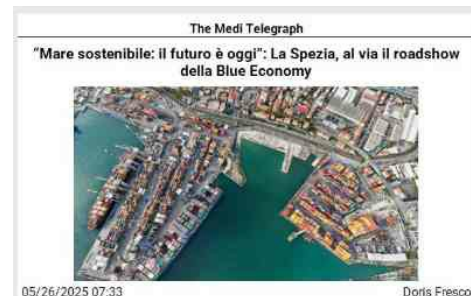 The Medi Telegraph
"Mare sostenibile: il futuro è oggi": La Spezia, al via il roadshow
della Blue Economy
05/26/2025 07:33
Doris Fresco